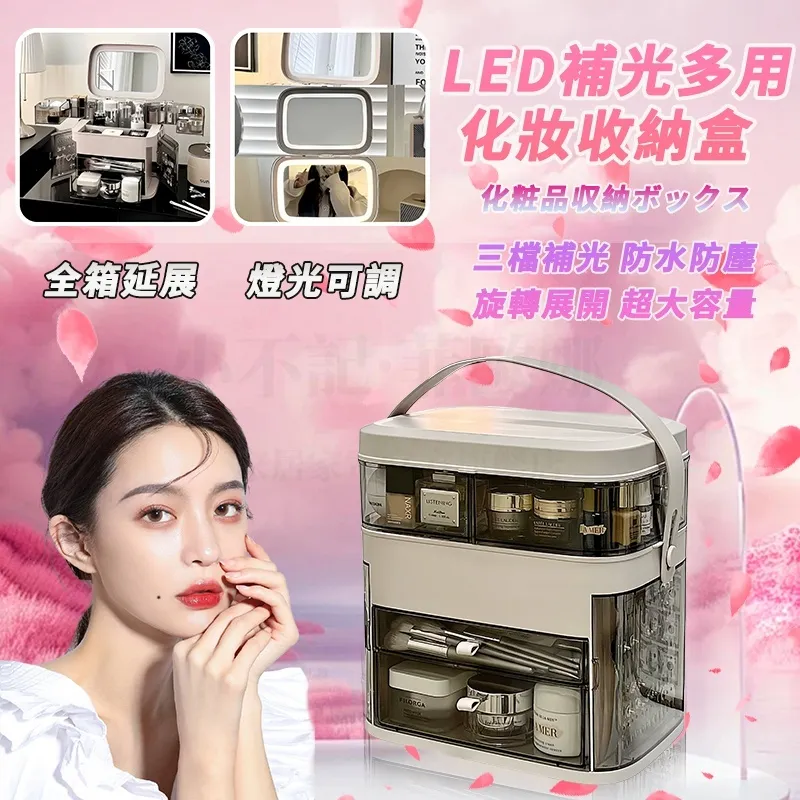 LED補光多用
化妝收納盒
化粧品収納ボックス
三檔補光 防水防塵
旋轉展開 超大容量
全箱延展
燈光可調
FILORGA